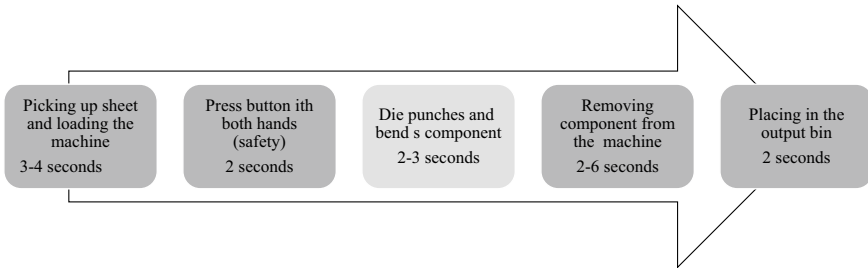 Picking up sheet
and loading the
machine
3-4 seconds
Press button ith
both hands
(safety)
2 seconds
Die punches and
bend s component
2-3 seconds
Removing
component from
the machine
2-6 seconds
Placing in the
output bin
2 seconds